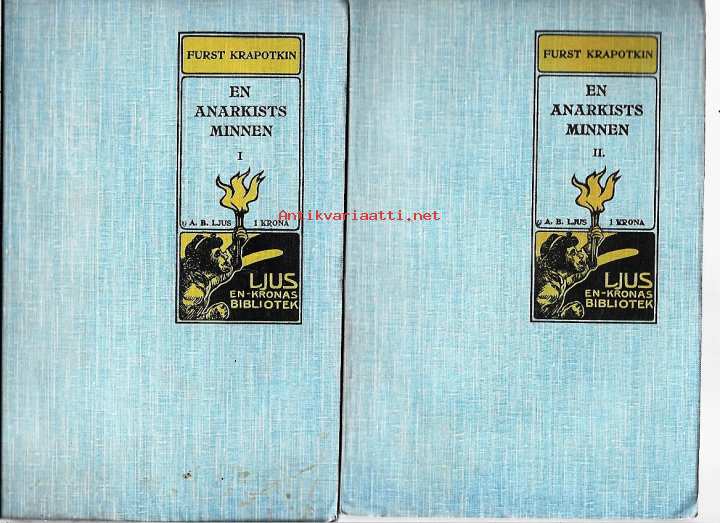 FURST KRAPOTKIN
EN
ANARKISTS
MINNEN
I
A. B. LJUS 1 KRONA
LJUS
EN-KRONAS
BIBLIOTEK
FURST KRAPOTKIN
EN
ANARKISTS
MINNEN
II.
A. B. LJUS 1 KRONA
LJUS
EN-KRONAS
BIBLIOTEK
Antikvariaatti.net